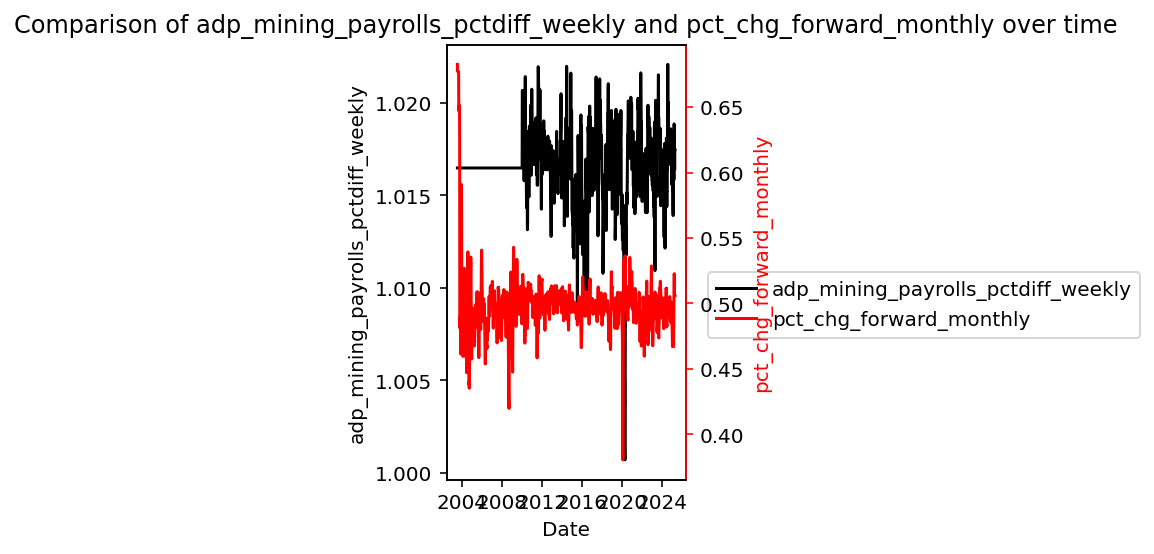 Comparison of adp_mining_payrolls_pctdiff_weekly and pct_chg_forward_monthly over time
adp_mining_payrolls_pctdiff_weekly
1.020
1.015
1.010
1.005
1.000
0.65
0.60
0.55
0.50
0.45
0.40
pct_chg_forward_monthly
adp_mining_payrolls_pctdiff_weekly
pct_chg_forward_monthly
2004 2008 2012 2016 2020 2024
Date